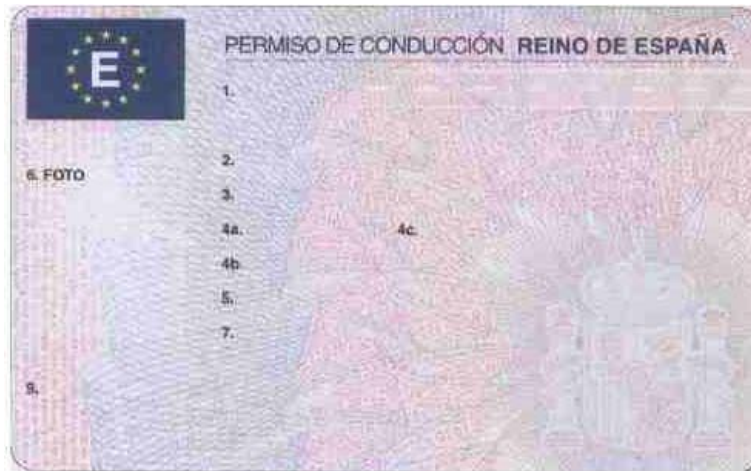 E
PERMISO DE CONDUCCIÓN REINO DE ESPAÑA
1.
2.
6. FOTO
3.
4a. 4c.
4b
5.
7.
9.